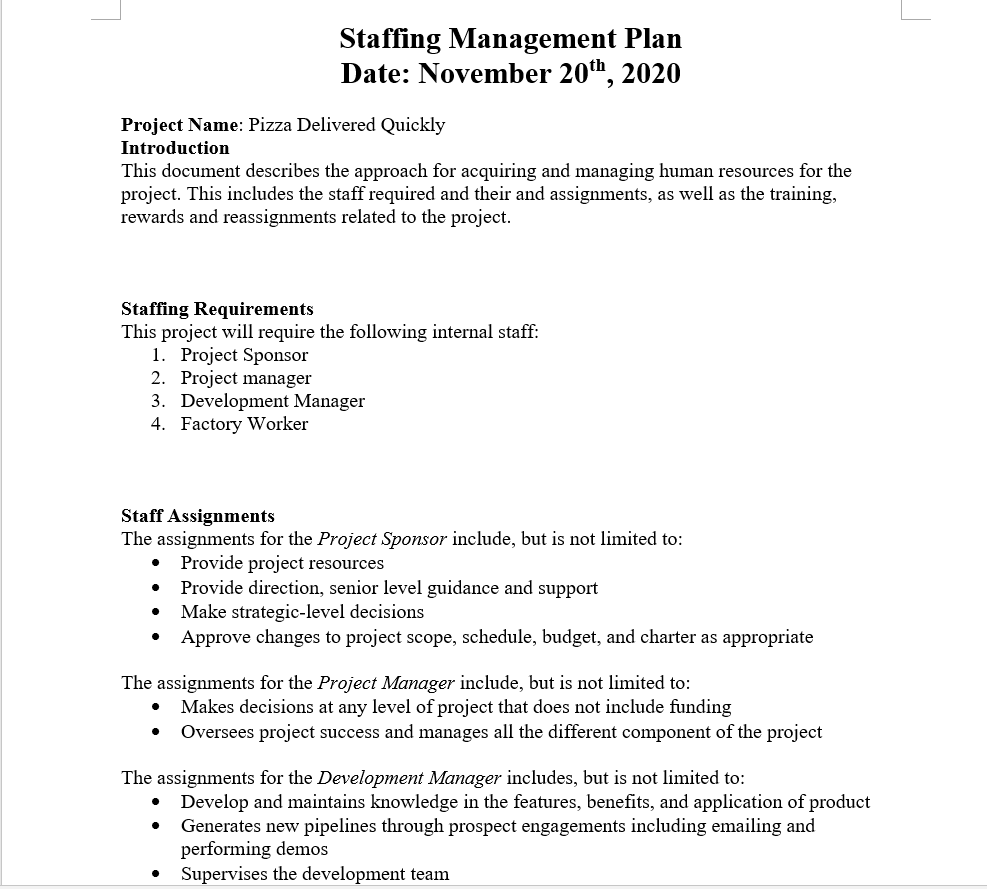 Staffing Management Plan
Date: November 20th, 2020
Project Name: Pizza Delivered Quickly
Introduction
This document describes the approach for acquiring and managing human resources for the
project. This includes the staff required and their and assignments, as well as the training,
rewards and reassignments related to the project.
Staffing Requirements
This project will require the following internal staff:
1. Project Sponsor
2. Project manager
3. Development Manager
4. Factory Worker
Staff Assignments
The assignments for the Project Sponsor include, but is not limited to:
• Provide project resources
• Provide direction, senior level guidance and support
• Make strategic-level decisions
• Approve changes to project scope, schedule, budget, and charter as appropriate
The assignments for the Project Manager include, but is not limited to:
• Makes decisions at any level of project that does not include funding
• Oversees project success and manages all the different component of the project
The assignments for the Development Manager includes, but is not limited to:
• Develop and maintains knowledge in the features, benefits, and application of product
• Generates new pipelines through prospect engagements including emailing and
performing demos
• Supervises the development team